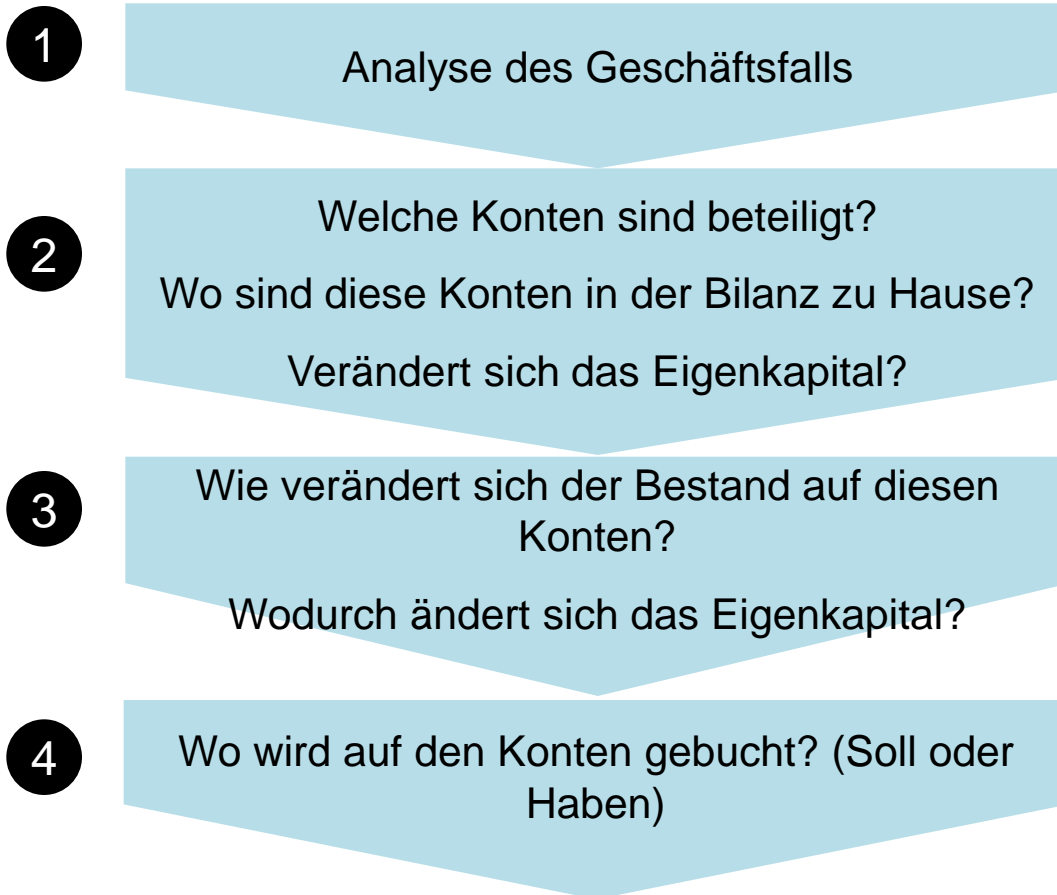 1
Analyse des Geschäftsfalls
2
Welche Konten sind beteiligt?
Wo sind diese Konten in der Bilanz zu Hause?
Verändert sich das Eigenkapital?
3
Wie verändert sich der Bestand auf diesen
Konten?
Wodurch ändert sich das Eigenkapital?
4
Wo wird auf den Konten gebucht? (Soll oder
Haben)